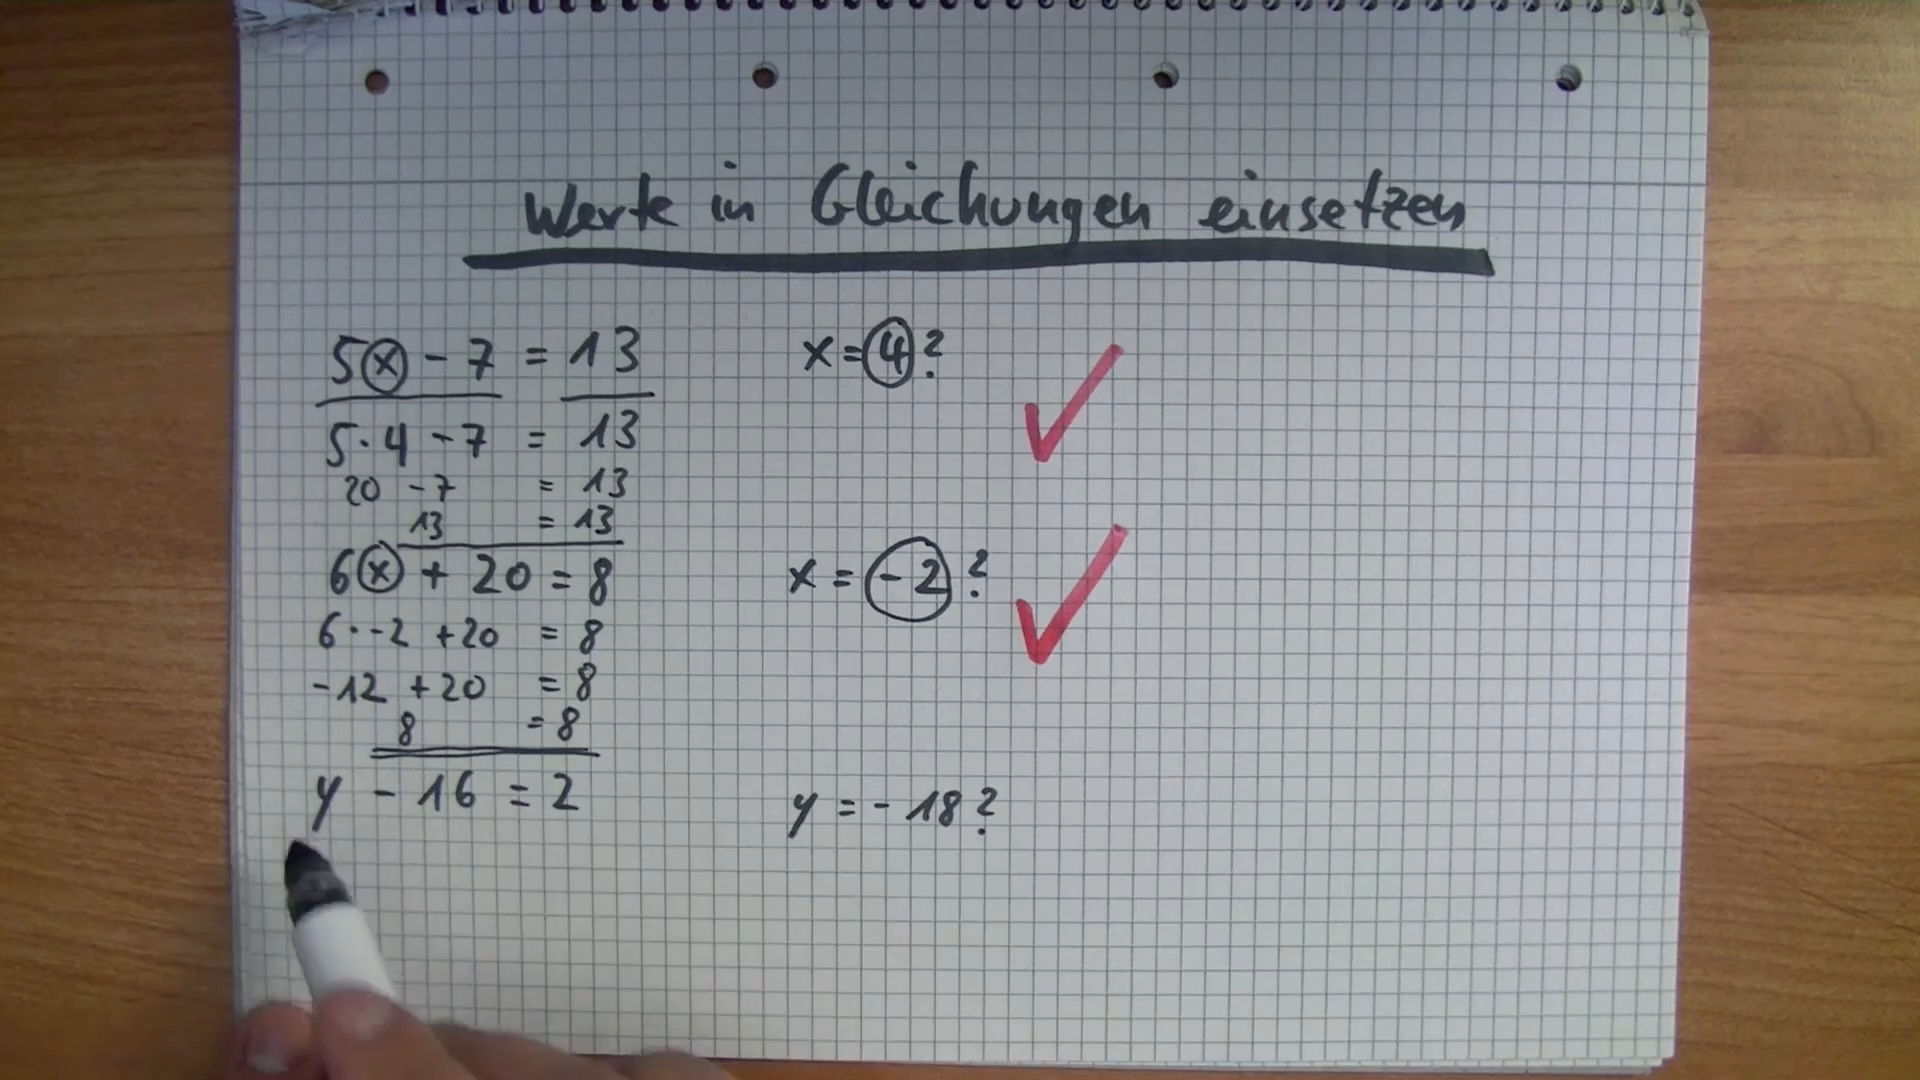 Werte in Gleichungen einsetzen
5x - 7 = 13 x = 4?
5·4 - 7 = 13
20 - 7 = 13
13 = 13
6x + 20 = 8 x = -2?
6·-2 +20 = 8
-12 +20 = 8
8 = 8
y - 16 = 2 y = -18?